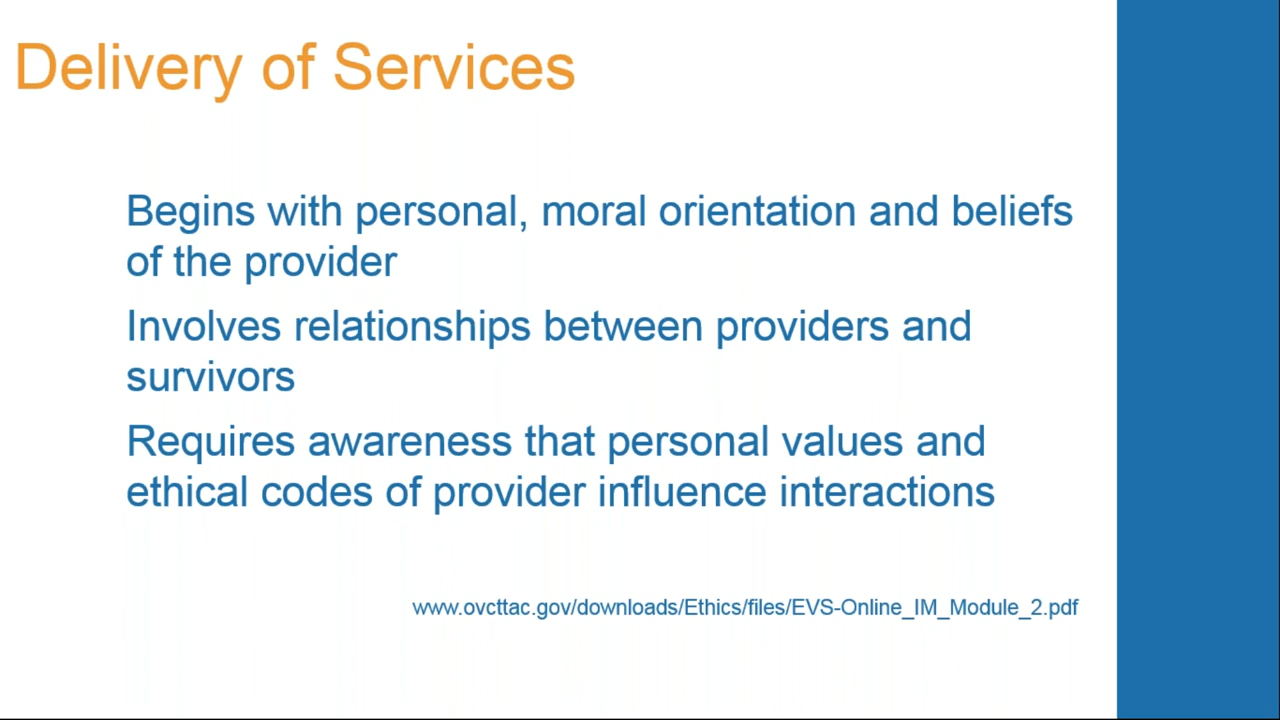 Delivery of Services
Begins with personal, moral orientation and beliefs
of the provider
Involves relationships between providers and
survivors
Requires awareness that personal values and
ethical codes of provider influence interactions
www.ovcttac.gov/downloads/Ethics/files/EVS-Online_IM_Module_2.pdf